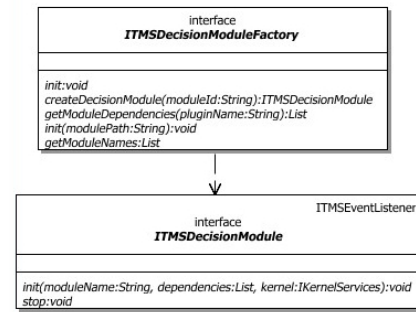 interface
ITMSDecisionModuleFactory
init:void
createDecisionModule(moduleId:String):ITMSDecisionModule
getModuleDependencies(pluginName:String):List
init(modulePath:String):void
getModuleNames:List
ITMSEventListener
interface
ITMSDecisionModule
init(moduleName:String, dependencies:List, kernel:IKernelServices):void
stop:void